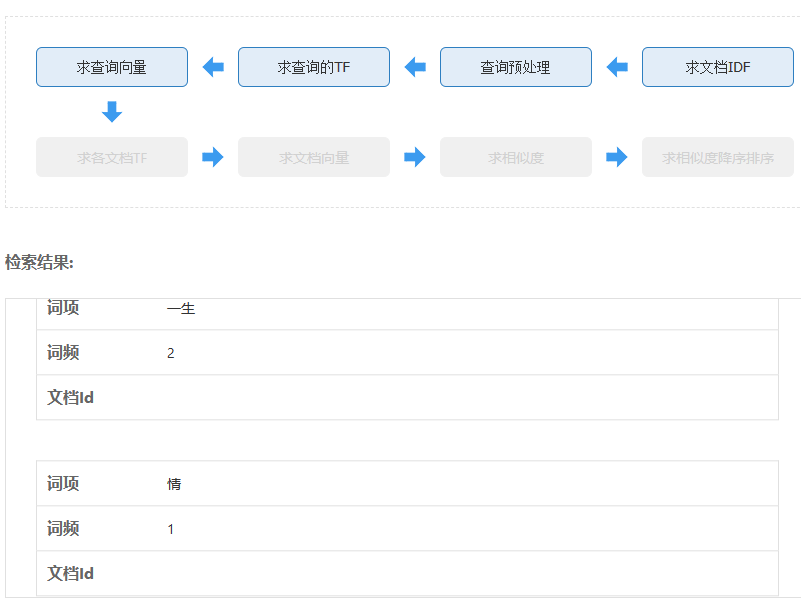 求查询向量 求查询的TF 查询预处理 求文档IDF
求各文档TF 求文档向量 求相似度 求相似度降序排序
检索结果:
词项 一生
词频 2
文档Id
词项 情
词频 1
文档Id